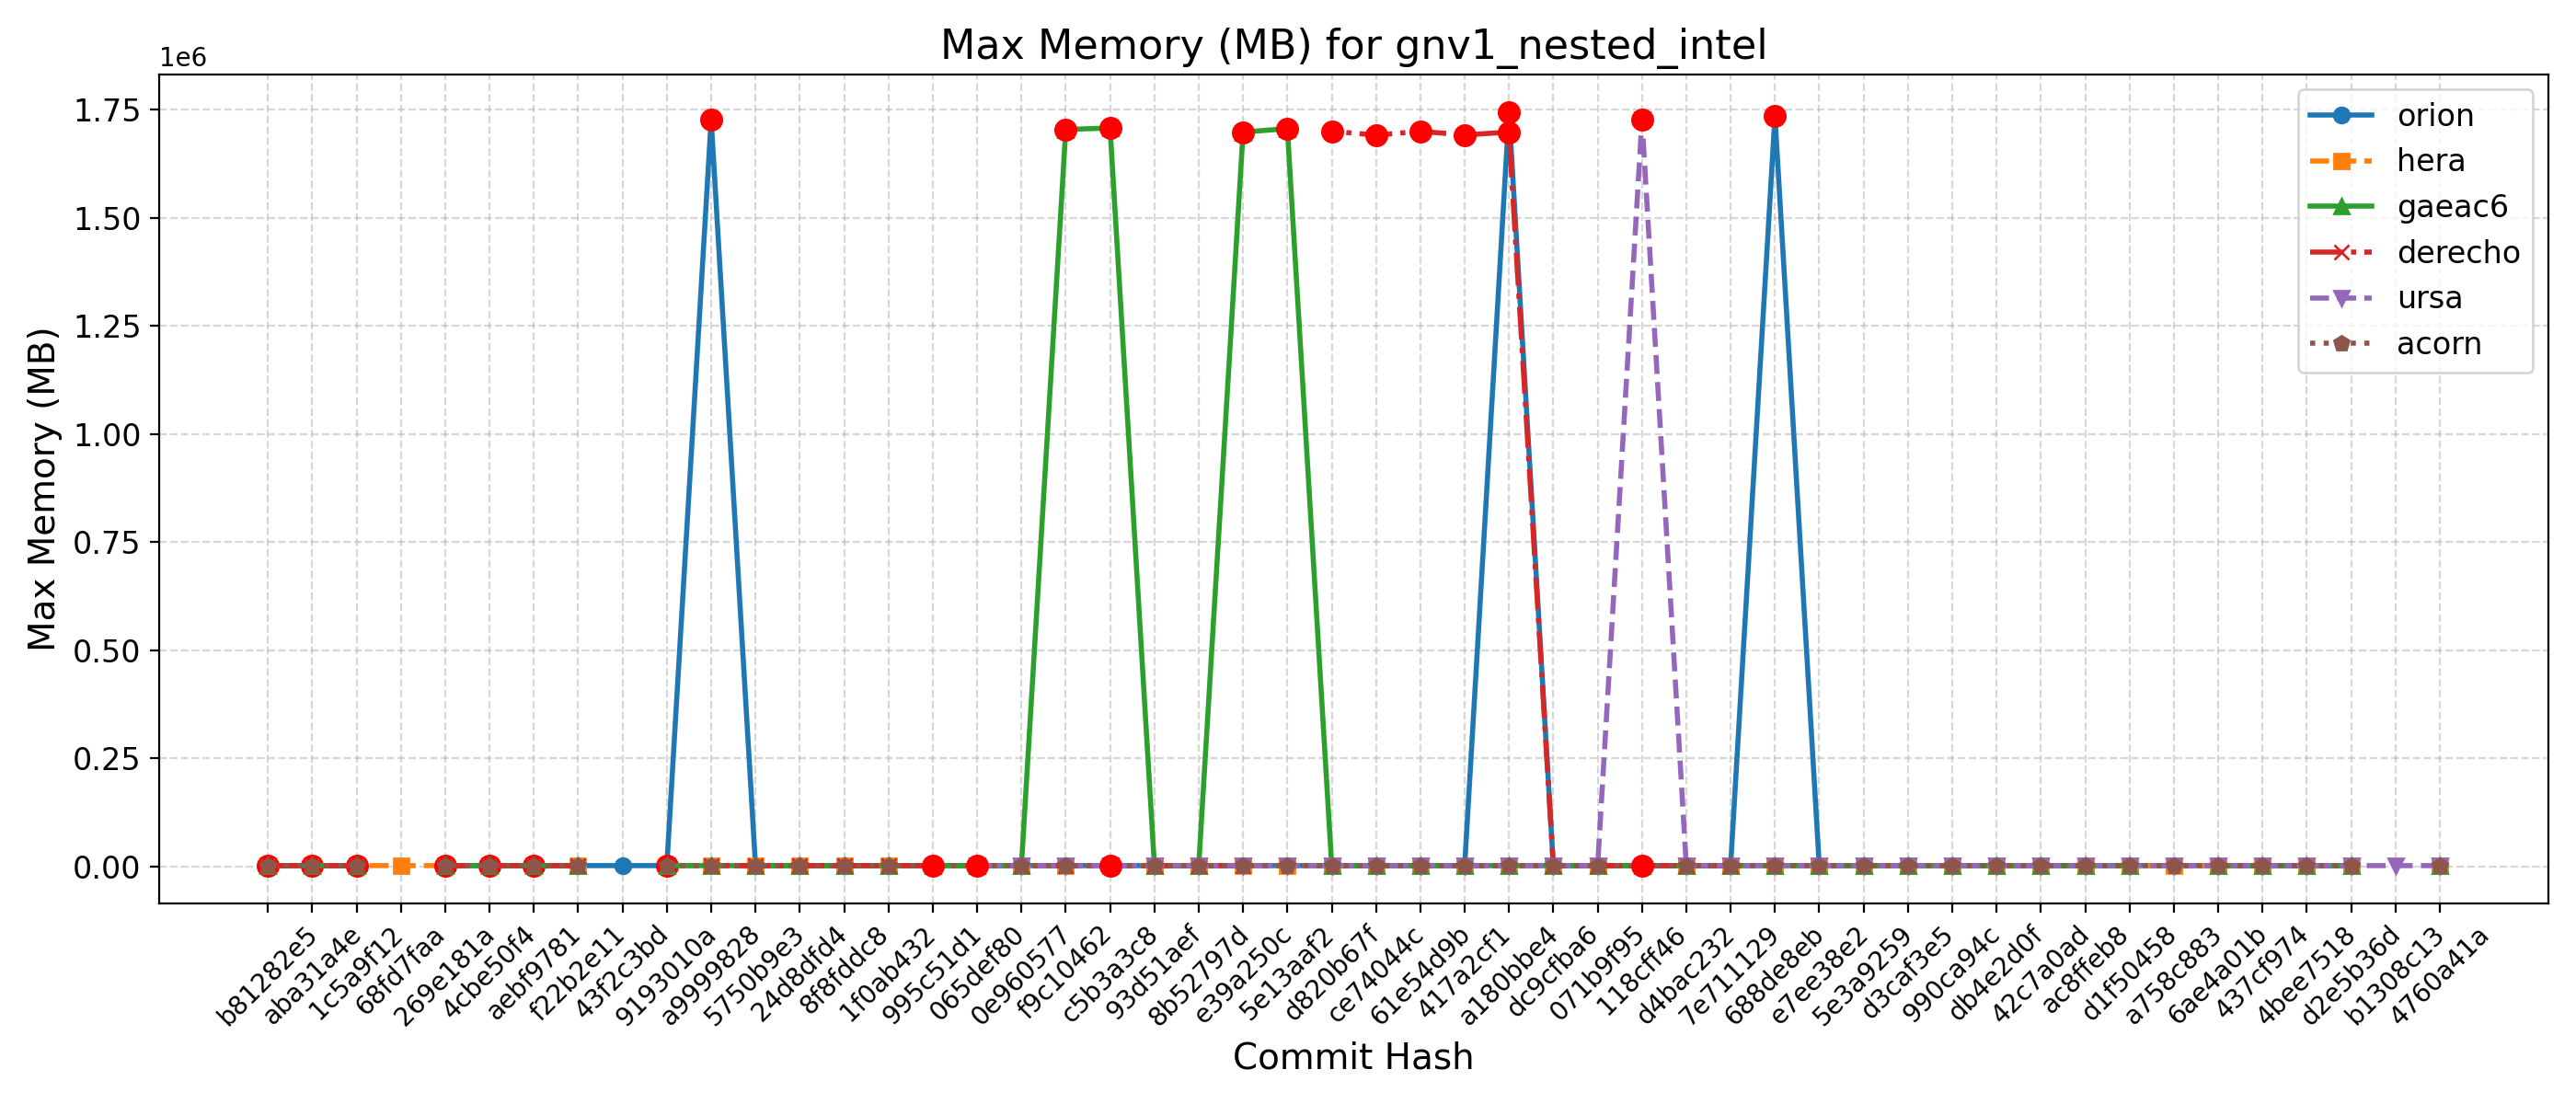 Max Memory (MB) for gnv1_nested_intel
1e6
1.75
1.50
1.25
1.00
0.75
0.50
0.25
0.00
Max Memory (MB)
orion
hera
gaeac6
derecho
ursa
acorn
b81282e5
aba31a4e
1c5a9f12
68fd7faa
269e181a
4cbe50f4
aebf9781
f22b2e11
43f2c3bd
9193010a
a9999828
5750b9e3
24d8dfd4
8f8fddc8
1f0ab432
995c51d1
065def80
0e960577
f9c10462
c5b3a3c8
93d51aef
8b52797d
e39a250c
5e13aaf2
d820b67f
ce74044c
61e54d9b
417a2cf1
a180bbe4
dc9cfba6
071b9f95
118cff46
d4bac232
7e711129
688de8eb
e7ee38e2
5e3a9259
d3caf3e5
990ca94c
db4e2d0f
42c7a0ad
ac8ffeb8
d1f50458
a758c883
6ae4a01b
437cf974
4bee7518
d2e5b36d
b1308c13
4760a41a
Commit Hash